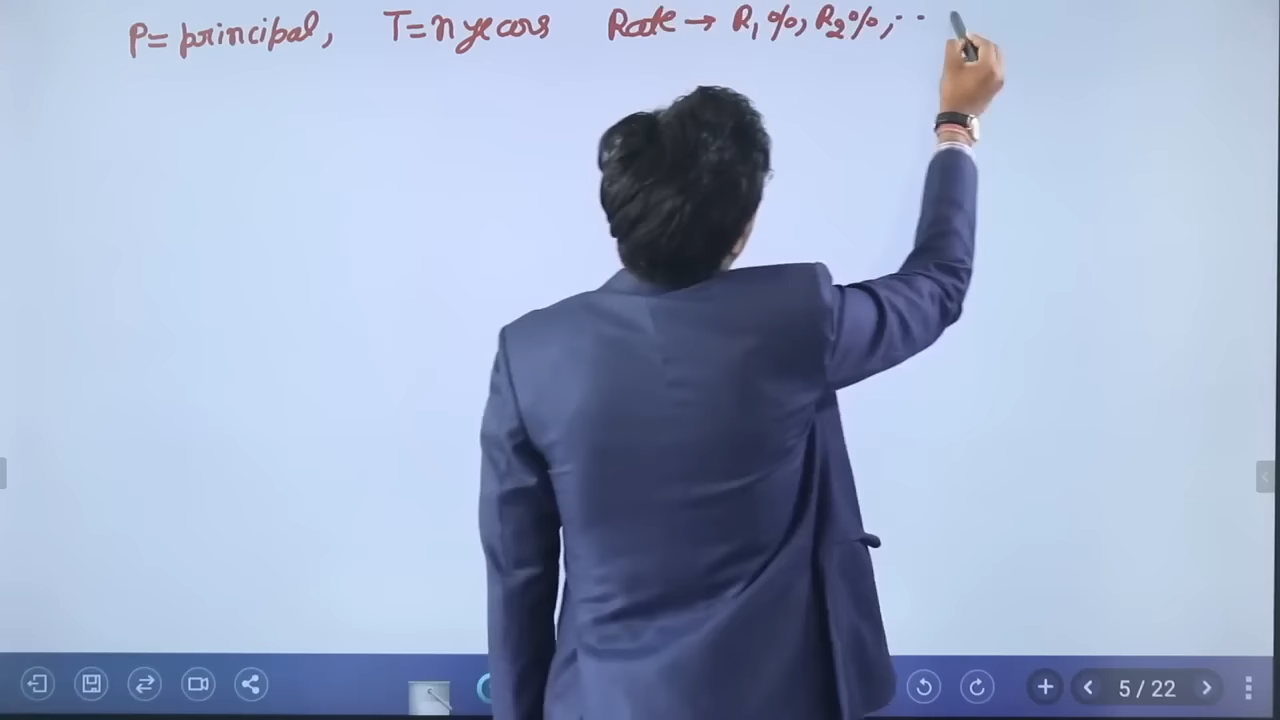 P = principal, T = n years Rate → R₁%, R₂%, ..
5 / 22